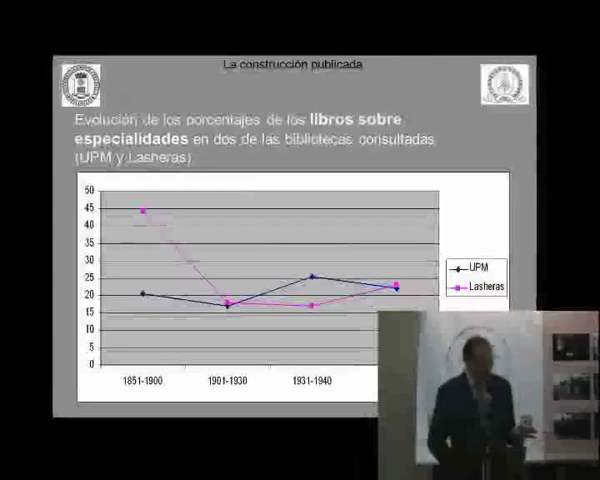 La construcción publicada
Evolución de los porcentajes de los libros sobre
especialidades en dos de las bibliotecas consultadas
(UPM y Lasheras)
50
45
40
35
30
25
20
15
10
5
0
1851-1900
1901-1930
1931-1940
UPM
Lasheras